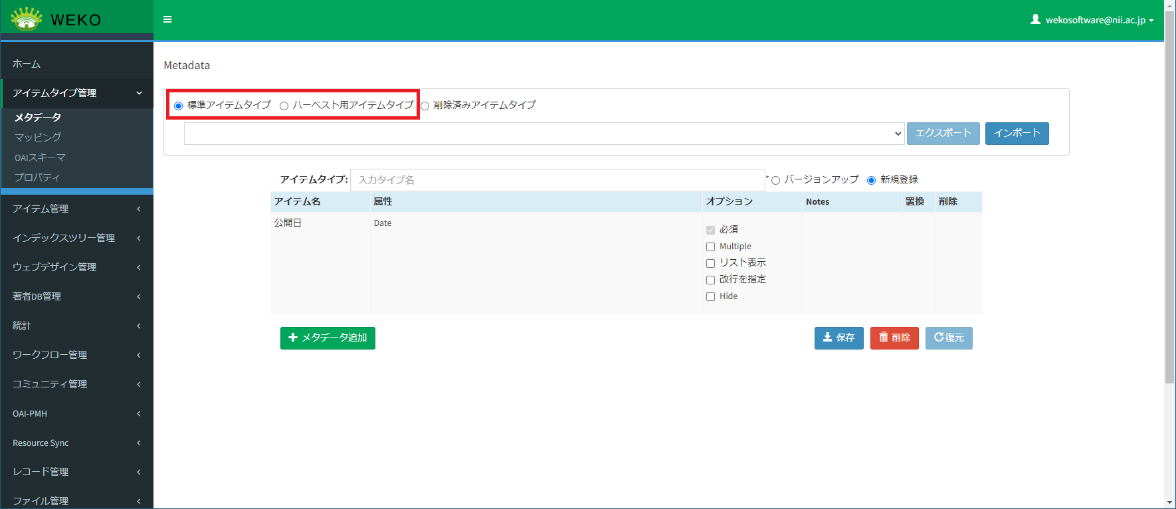 WEKO
wekosoftware@nii.ac.jp
ホーム
アイテムタイプ管理
メタデータ
マッピング
OAIスキーマ
プロパティ
アイテム管理
インデックスツリー管理
ウェブデザイン管理
著者DB管理
統計
ワークフロー管理
コミュニティ管理
OAI-PMH
Resource Sync
レコード管理
ファイル管理
Metadata
標準アイテムタイプ ハーベスト用アイテムタイプ 削除済みアイテムタイプ
エクスポート インポート
アイテムタイプ: 入力タイプ名 * バージョンアップ 新規登録
アイテム名 属性 オプション Notes 置換 削除
公開日 Date
必須
Multiple
リスト表示
改行を指定
Hide
メタデータ追加 保存 削除 復元